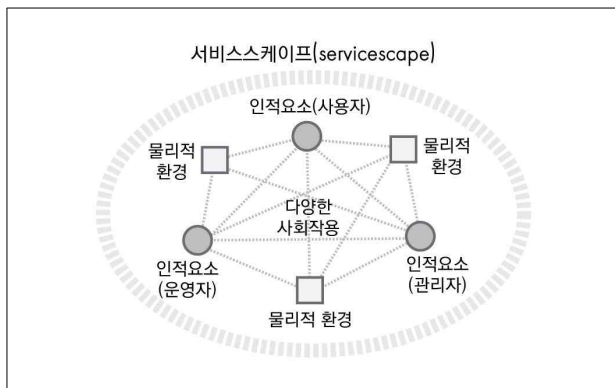 서비스스케이프(servicescape)
인적요소(사용자)
물리적
환경
물리적
환경
다양한
사회작용
인적요소
(운영자)
인적요소
(관리자)
물리적 환경